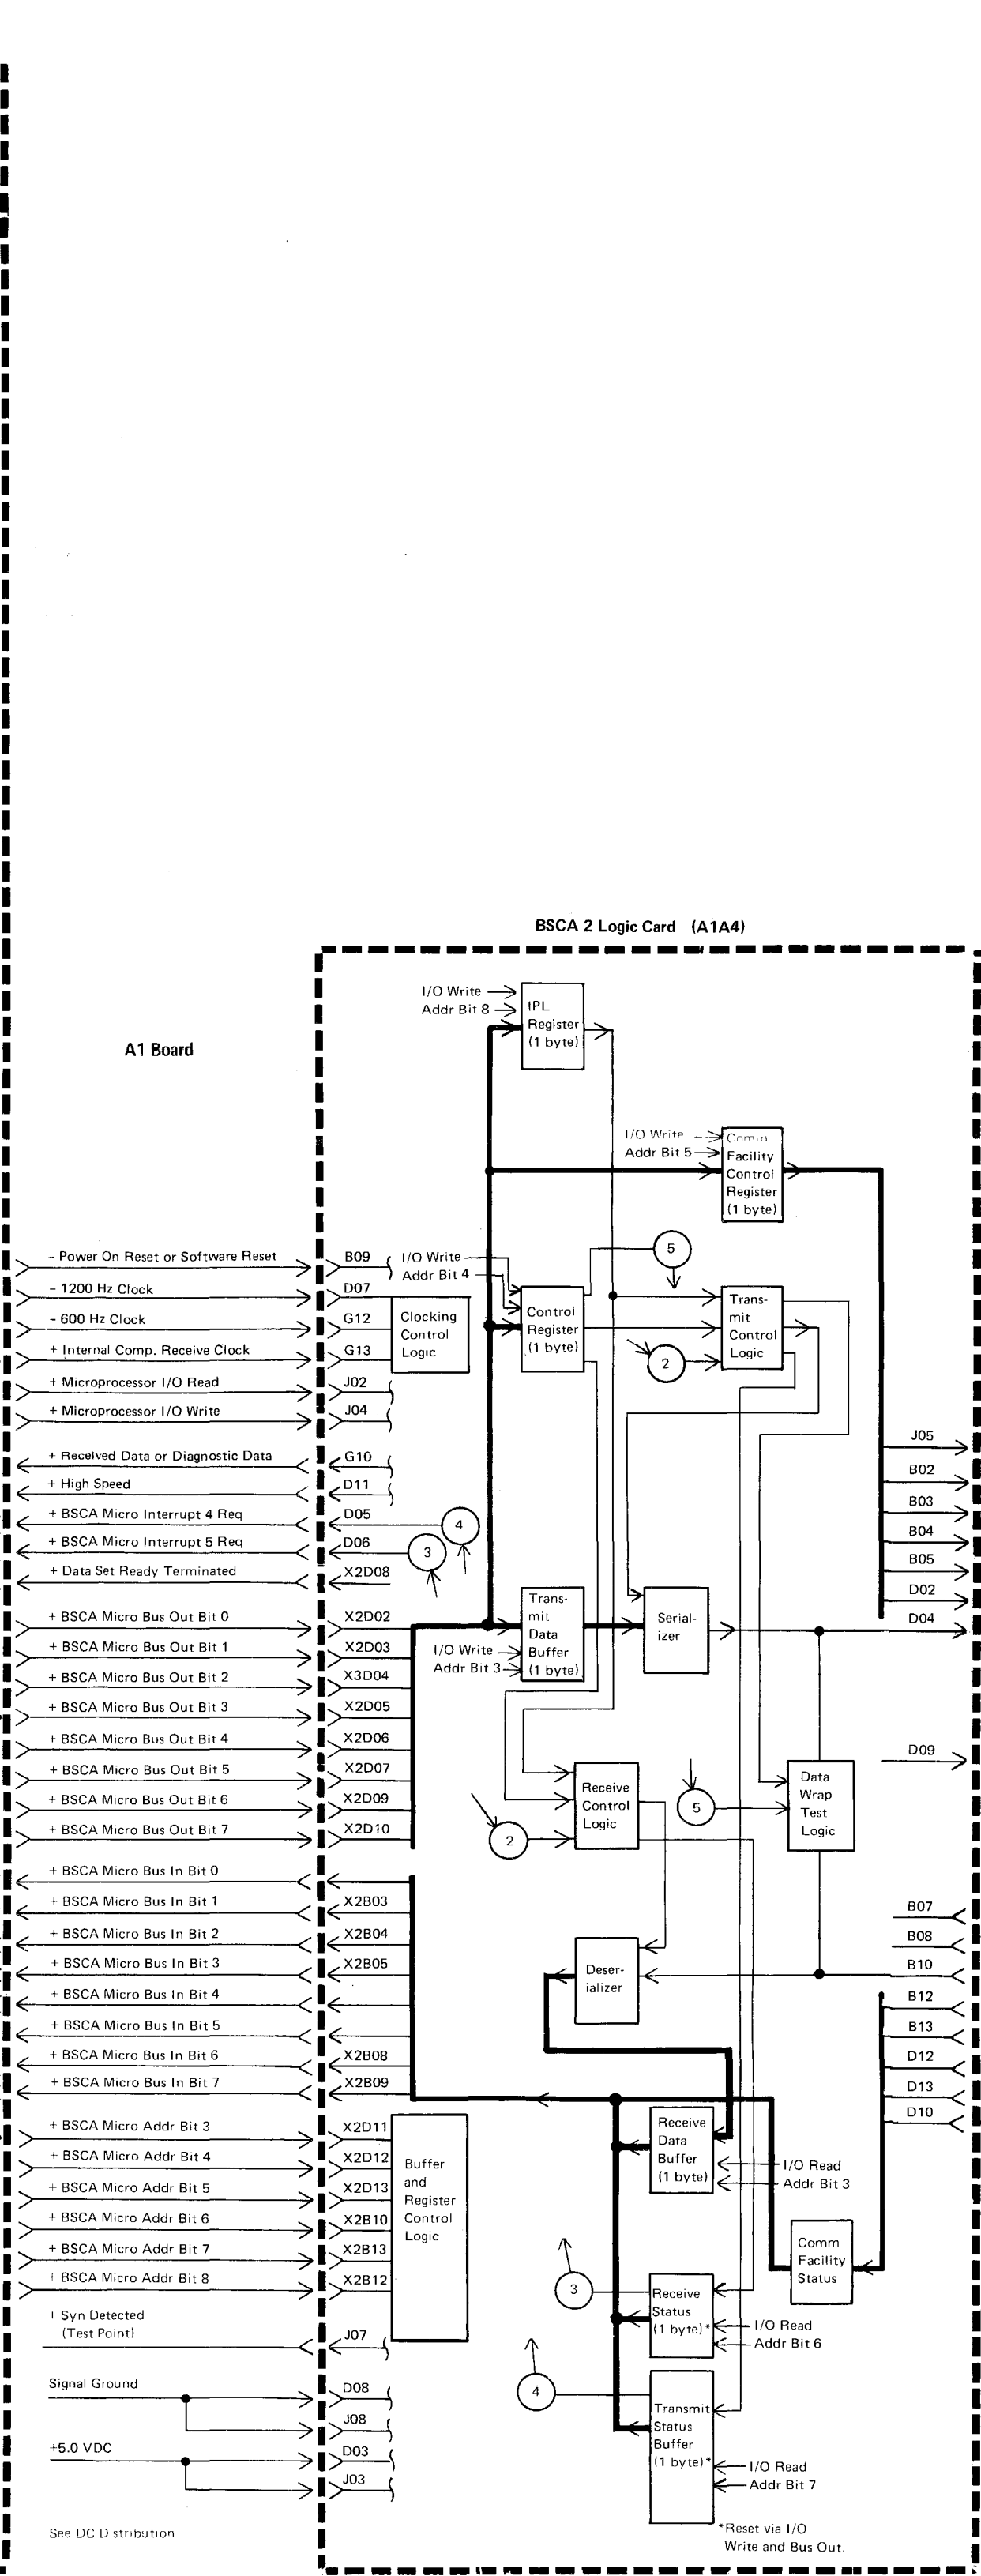 BSCA 2 Logic Card (A1A4)
A1 Board
I/O Write
Addr Bit 8
IPL
Register
(1 byte)
I/O Write
Addr Bit 5
Comm
Facility
Control
Register
(1 byte)
- Power On Reset or Software Reset
B09
I/O Write
Addr Bit 4
5
- 1200 Hz Clock
D07
- 600 Hz Clock
G12
+ Internal Comp. Receive Clock
G13
Clocking
Control
Logic
Control
Register
(1 byte)
Trans-
mit
Control
Logic
2
+ Microprocessor I/O Read
J02
+ Microprocessor I/O Write
J04
+ Received Data or Diagnostic Data
G10
+ High Speed
D11
+ BSCA Micro Interrupt 4 Req
D05
4
+ BSCA Micro Interrupt 5 Req
D06
3
+ Data Set Ready Terminated
X2D08
J05
B02
B03
B04
B05
D02
D04
+ BSCA Micro Bus Out Bit 0
X2D02
+ BSCA Micro Bus Out Bit 1
X2D03
+ BSCA Micro Bus Out Bit 2
X3D04
+ BSCA Micro Bus Out Bit 3
X2D05
+ BSCA Micro Bus Out Bit 4
X2D06
+ BSCA Micro Bus Out Bit 5
X2D07
+ BSCA Micro Bus Out Bit 6
X2D09
+ BSCA Micro Bus Out Bit 7
X2D10
I/O Write
Addr Bit 3
Trans-
mit
Data
Buffer
(1 byte)
Serial-
izer
D09
Receive
Control
Logic
2
5
Data
Wrap
Test
Logic
+ BSCA Micro Bus In Bit 0
+ BSCA Micro Bus In Bit 1
X2B03
+ BSCA Micro Bus In Bit 2
X2B04
+ BSCA Micro Bus In Bit 3
X2B05
+ BSCA Micro Bus In Bit 4
+ BSCA Micro Bus In Bit 5
+ BSCA Micro Bus In Bit 6
X2B08
+ BSCA Micro Bus In Bit 7
X2B09
Deser-
ializer
B07
B08
B10
B12
B13
D12
D13
D10
+ BSCA Micro Addr Bit 3
X2D11
+ BSCA Micro Addr Bit 4
X2D12
+ BSCA Micro Addr Bit 5
X2D13
+ BSCA Micro Addr Bit 6
X2B10
+ BSCA Micro Addr Bit 7
X2B13
+ BSCA Micro Addr Bit 8
X2B12
Buffer
and
Register
Control
Logic
Receive
Data
Buffer
(1 byte)
I/O Read
Addr Bit 3
Comm
Facility
Status
3
Receive
Status
(1 byte)*
I/O Read
Addr Bit 6
+ Syn Detected
(Test Point)
J07
4
Transmit
Status
Buffer
(1 byte)*
I/O Read
Addr Bit 7
Signal Ground
D08
J08
+5.0 VDC
D03
J03
See DC Distribution
*Reset via I/O
Write and Bus Out.